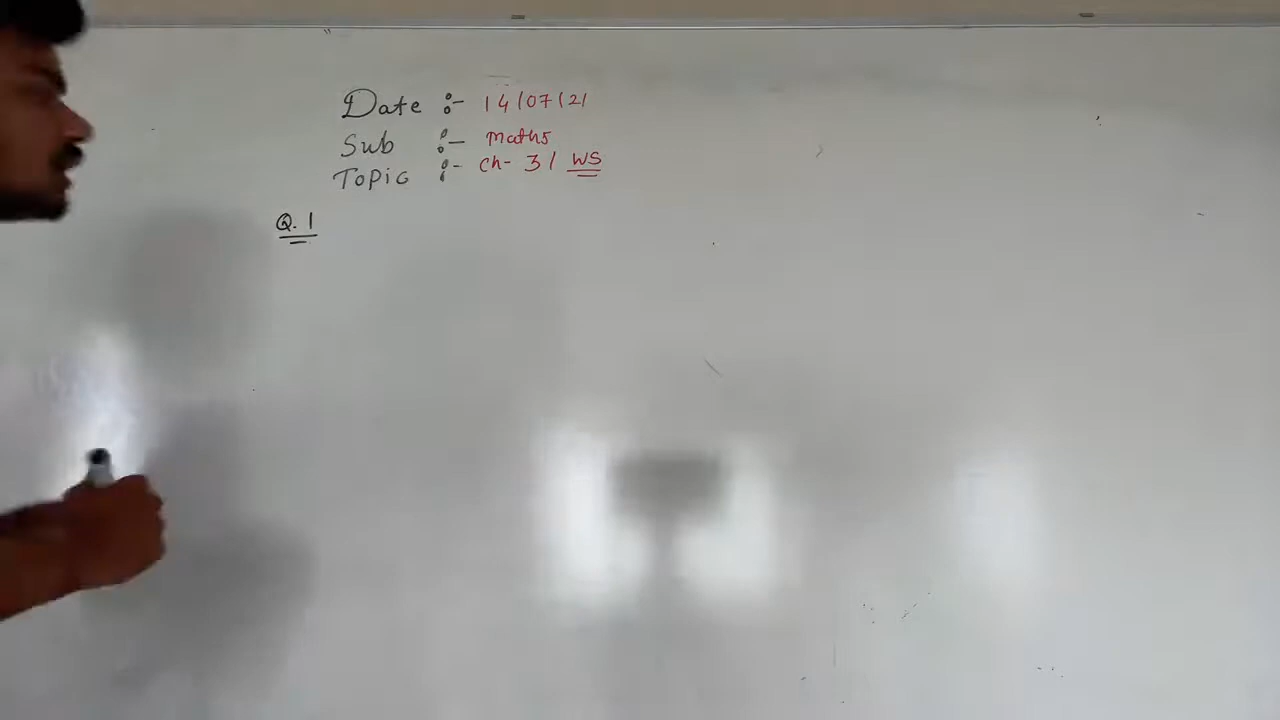 Date :- 14/07/21
Sub :- Maths
Topic :- Ch- 3/ WS
Q. 1